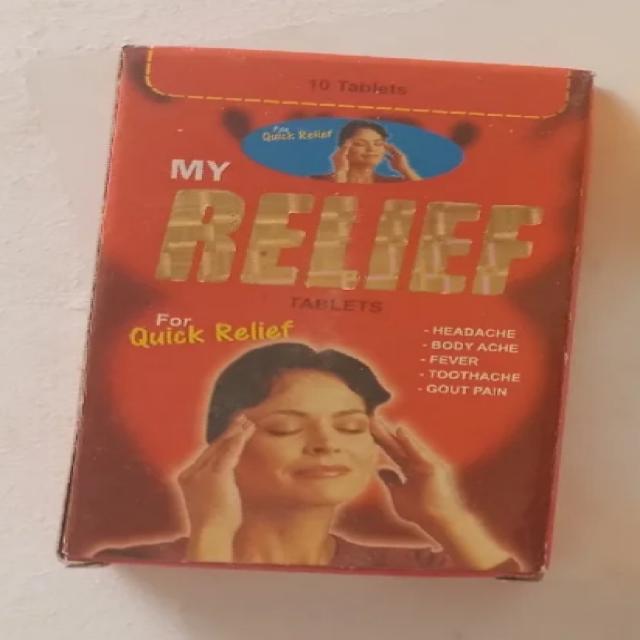 10 Tablets
For
Quick Relief
MY
RELIEF
TABLETS
For
Quick Relief
- HEADACHE
- BODY ACHE
- FEVER
- TOOTHACHE
- GOUT PAIN